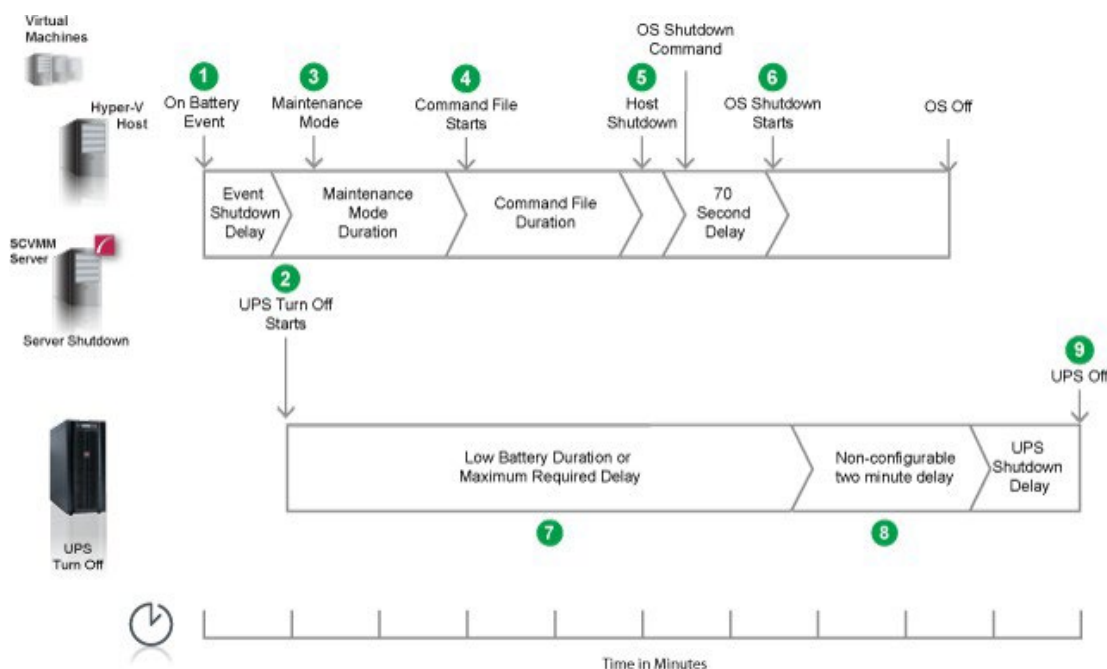 Virtual
Machines
Hyper-V
Host
SCVMM
Server
Server Shutdown
1
On Battery
Event
3
Maintenance
Mode
4
Command File
Starts
5
Host
Shutdown
OS Shutdown
Command
6
OS Shutdown
Starts
OS Off
Event
Shutdown
Delay
Maintenance
Mode
Duration
Command File
Duration
70
Second
Delay
2
UPS Turn Off
Starts
9
UPS Off
UPS
Turn Off
Low Battery Duration or
Maximum Required Delay
Non-configurable
two minute delay
UPS
Shutdown
Delay
7
8
Time in Minutes